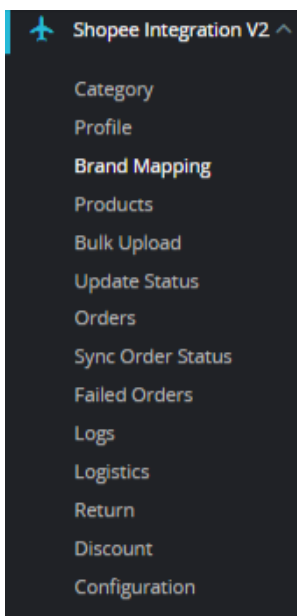 Shopee Integration V2
Category
Profile
Brand Mapping
Products
Bulk Upload
Update Status
Orders
Sync Order Status
Failed Orders
Logs
Logistics
Return
Discount
Configuration